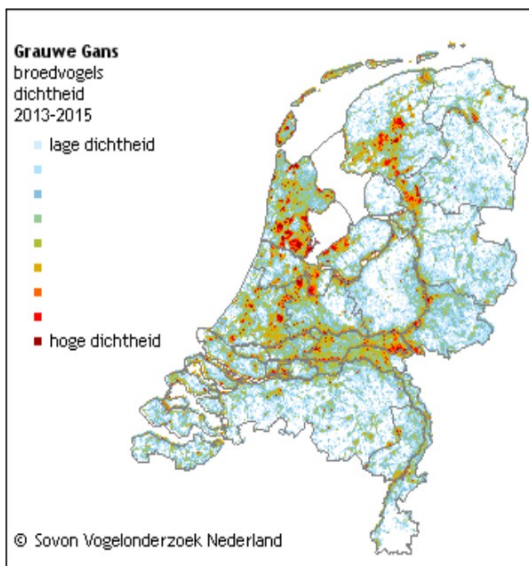 Grauwe Gans
broedvogels
dichtheid
2013-2015
lage dichtheid
hoge dichtheid
© Sovon Vogelonderzoek Nederland